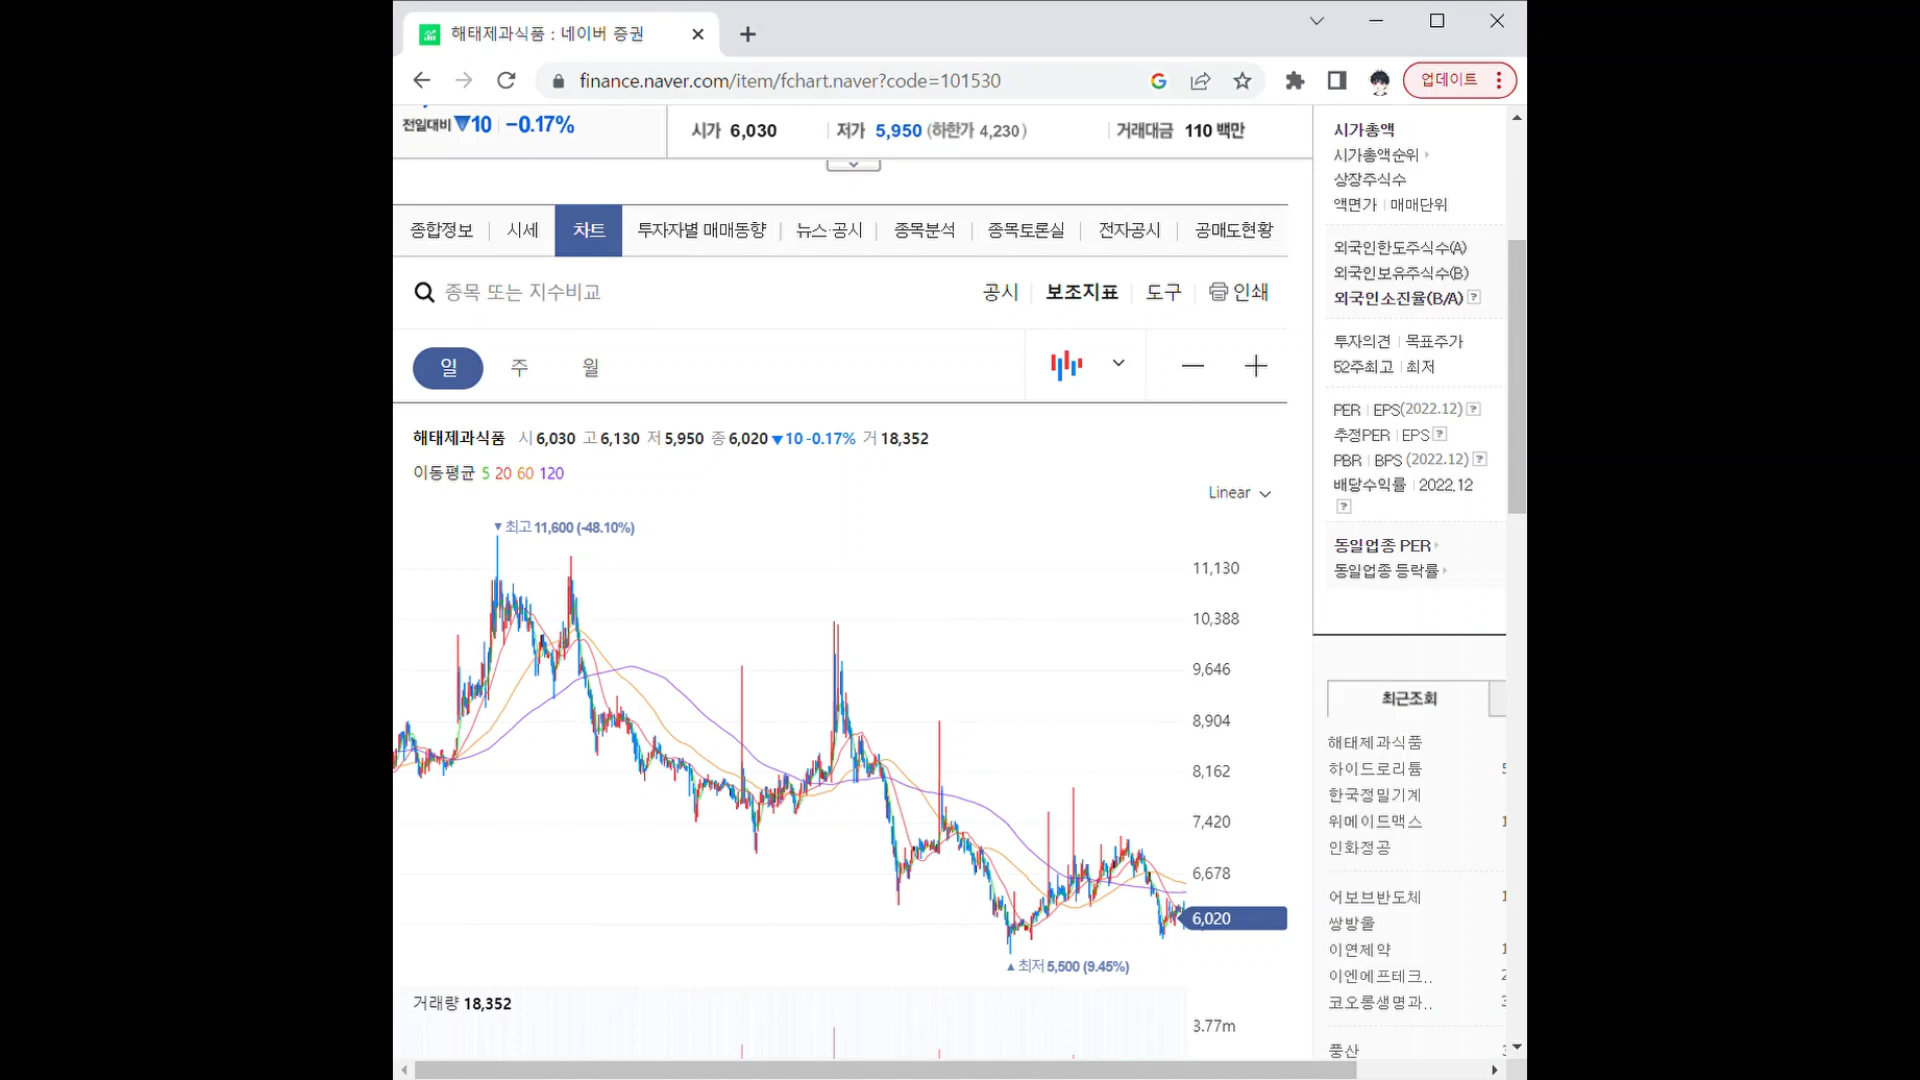 해태제과식품 : 네이버 증권
finance.naver.com/item/fchart.naver?code=101530
업데이트
전일대비 ▼10 -0.17%
시가 6,030
저가 5,950 (하한가 4,230)
거래대금 110 백만
종합정보
시세
차트
투자자별 매매동향
뉴스·공시
종목분석
종목토론실
전자공시
공매도현황
종목 또는 지수비교
공시
보조지표
도구
인쇄
일
주
월
해태제과식품 시 6,030 고 6,130 저 5,950 종 6,020 ▼10 -0.17% 거 18,352
이동평균 5 20 60 120
Linear
▼최고 11,600 (-48.10%)
11,130
10,388
9,646
8,904
8,162
7,420
6,678
6,020
▲최저 5,500 (9.45%)
거래량 18,352
3.77m
시가총액
시가총액순위
상장주식수
액면가 | 매매단위
외국인한도주식수(A)
외국인보유주식수(B)
외국인소진율(B/A) ?
투자의견 | 목표주가
52주최고 | 최저
PER | EPS(2022.12) ?
추정PER | EPS ?
PBR | BPS (2022.12) ?
배당수익률 | 2022.12
?
동일업종 PER
동일업종 등락률
최근조회
해태제과식품
하이드로리튬
한국정밀기계
위메이드맥스
인화정공
어보브반도체
쌍방울
이연제약
이엔에프테크..
코오롱생명과..
풍산